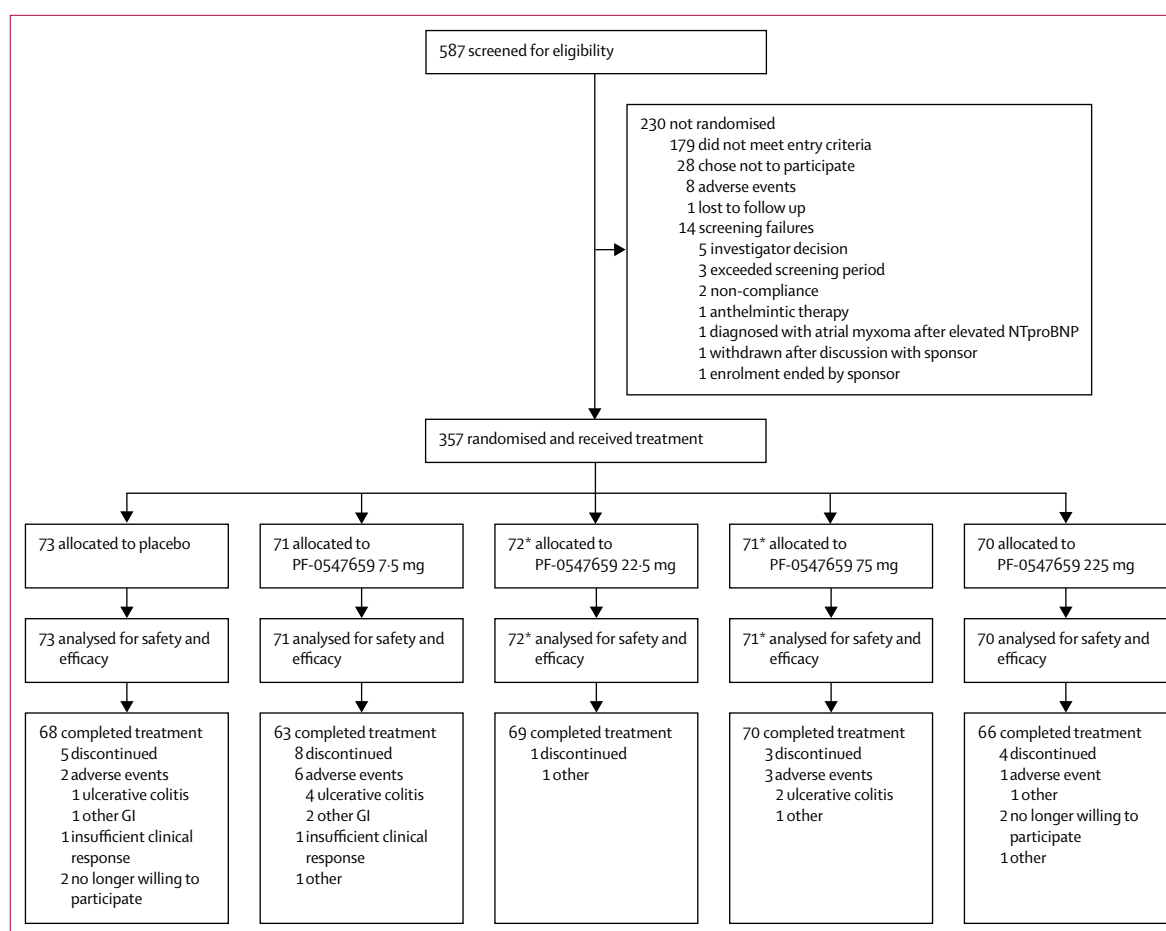 587 screened for eligibility
230 not randomised
179 did not meet entry criteria
28 chose not to participate
8 adverse events
1 lost to follow up
14 screening failures
5 investigator decision
3 exceeded screening period
2 non-compliance
1 anthelmintic therapy
1 diagnosed with atrial myxoma after elevated NTproBNP
1 withdrawn after discussion with sponsor
1 enrolment ended by sponsor
357 randomised and received treatment
73 allocated to placebo
71 allocated to
PF-0547659 7·5 mg
72* allocated to
PF-0547659 22·5 mg
71* allocated to
PF-0547659 75 mg
70 allocated to
PF-0547659 225 mg
73 analysed for safety and
efficacy
71 analysed for safety and
efficacy
72* analysed for safety and
efficacy
71* analysed for safety and
efficacy
70 analysed for safety and
efficacy
68 completed treatment
5 discontinued
2 adverse events
1 ulcerative colitis
1 other GI
1 insufficient clinical
response
2 no longer willing to
participate
63 completed treatment
8 discontinued
6 adverse events
4 ulcerative colitis
2 other GI
1 insufficient clinical
response
1 other
69 completed treatment
1 discontinued
1 other
70 completed treatment
3 discontinued
3 adverse events
2 ulcerative colitis
1 other
66 completed treatment
4 discontinued
1 adverse event
1 other
2 no longer willing to
participate
1 other